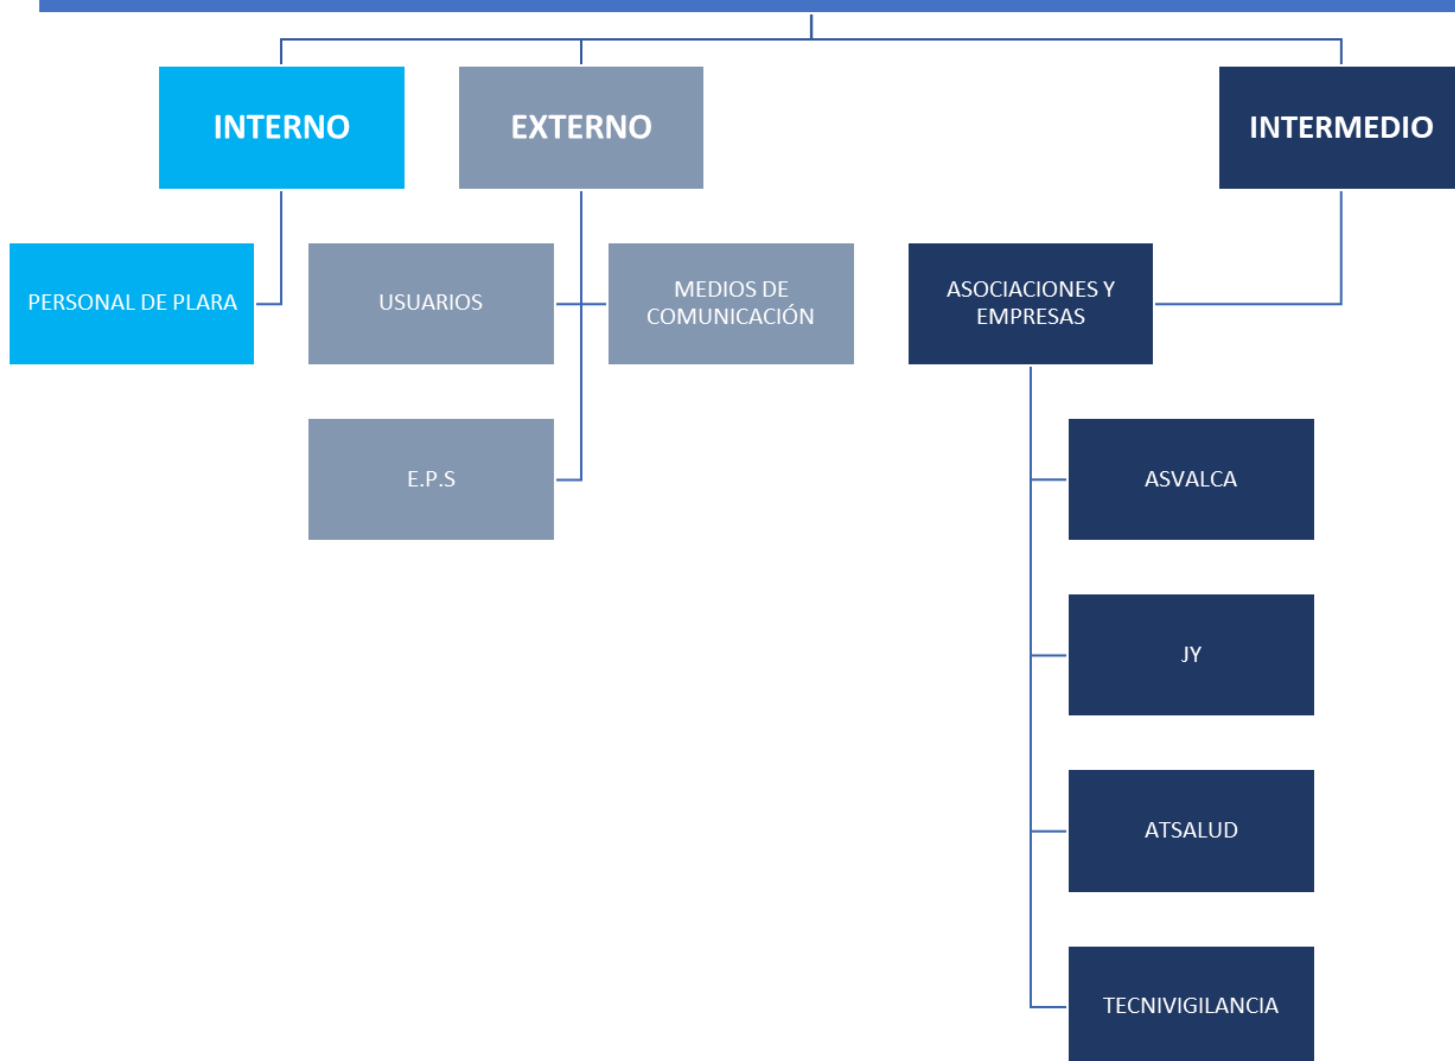 INTERNO
EXTERNO
INTERMEDIO
PERSONAL DE PLARA
USUARIOS
MEDIOS DE
COMUNICACIÓN
ASOCIACIONES Y
EMPRESAS
E.P.S
ASVALCA
JY
ATSALUD
TECNIVIGILANCIA